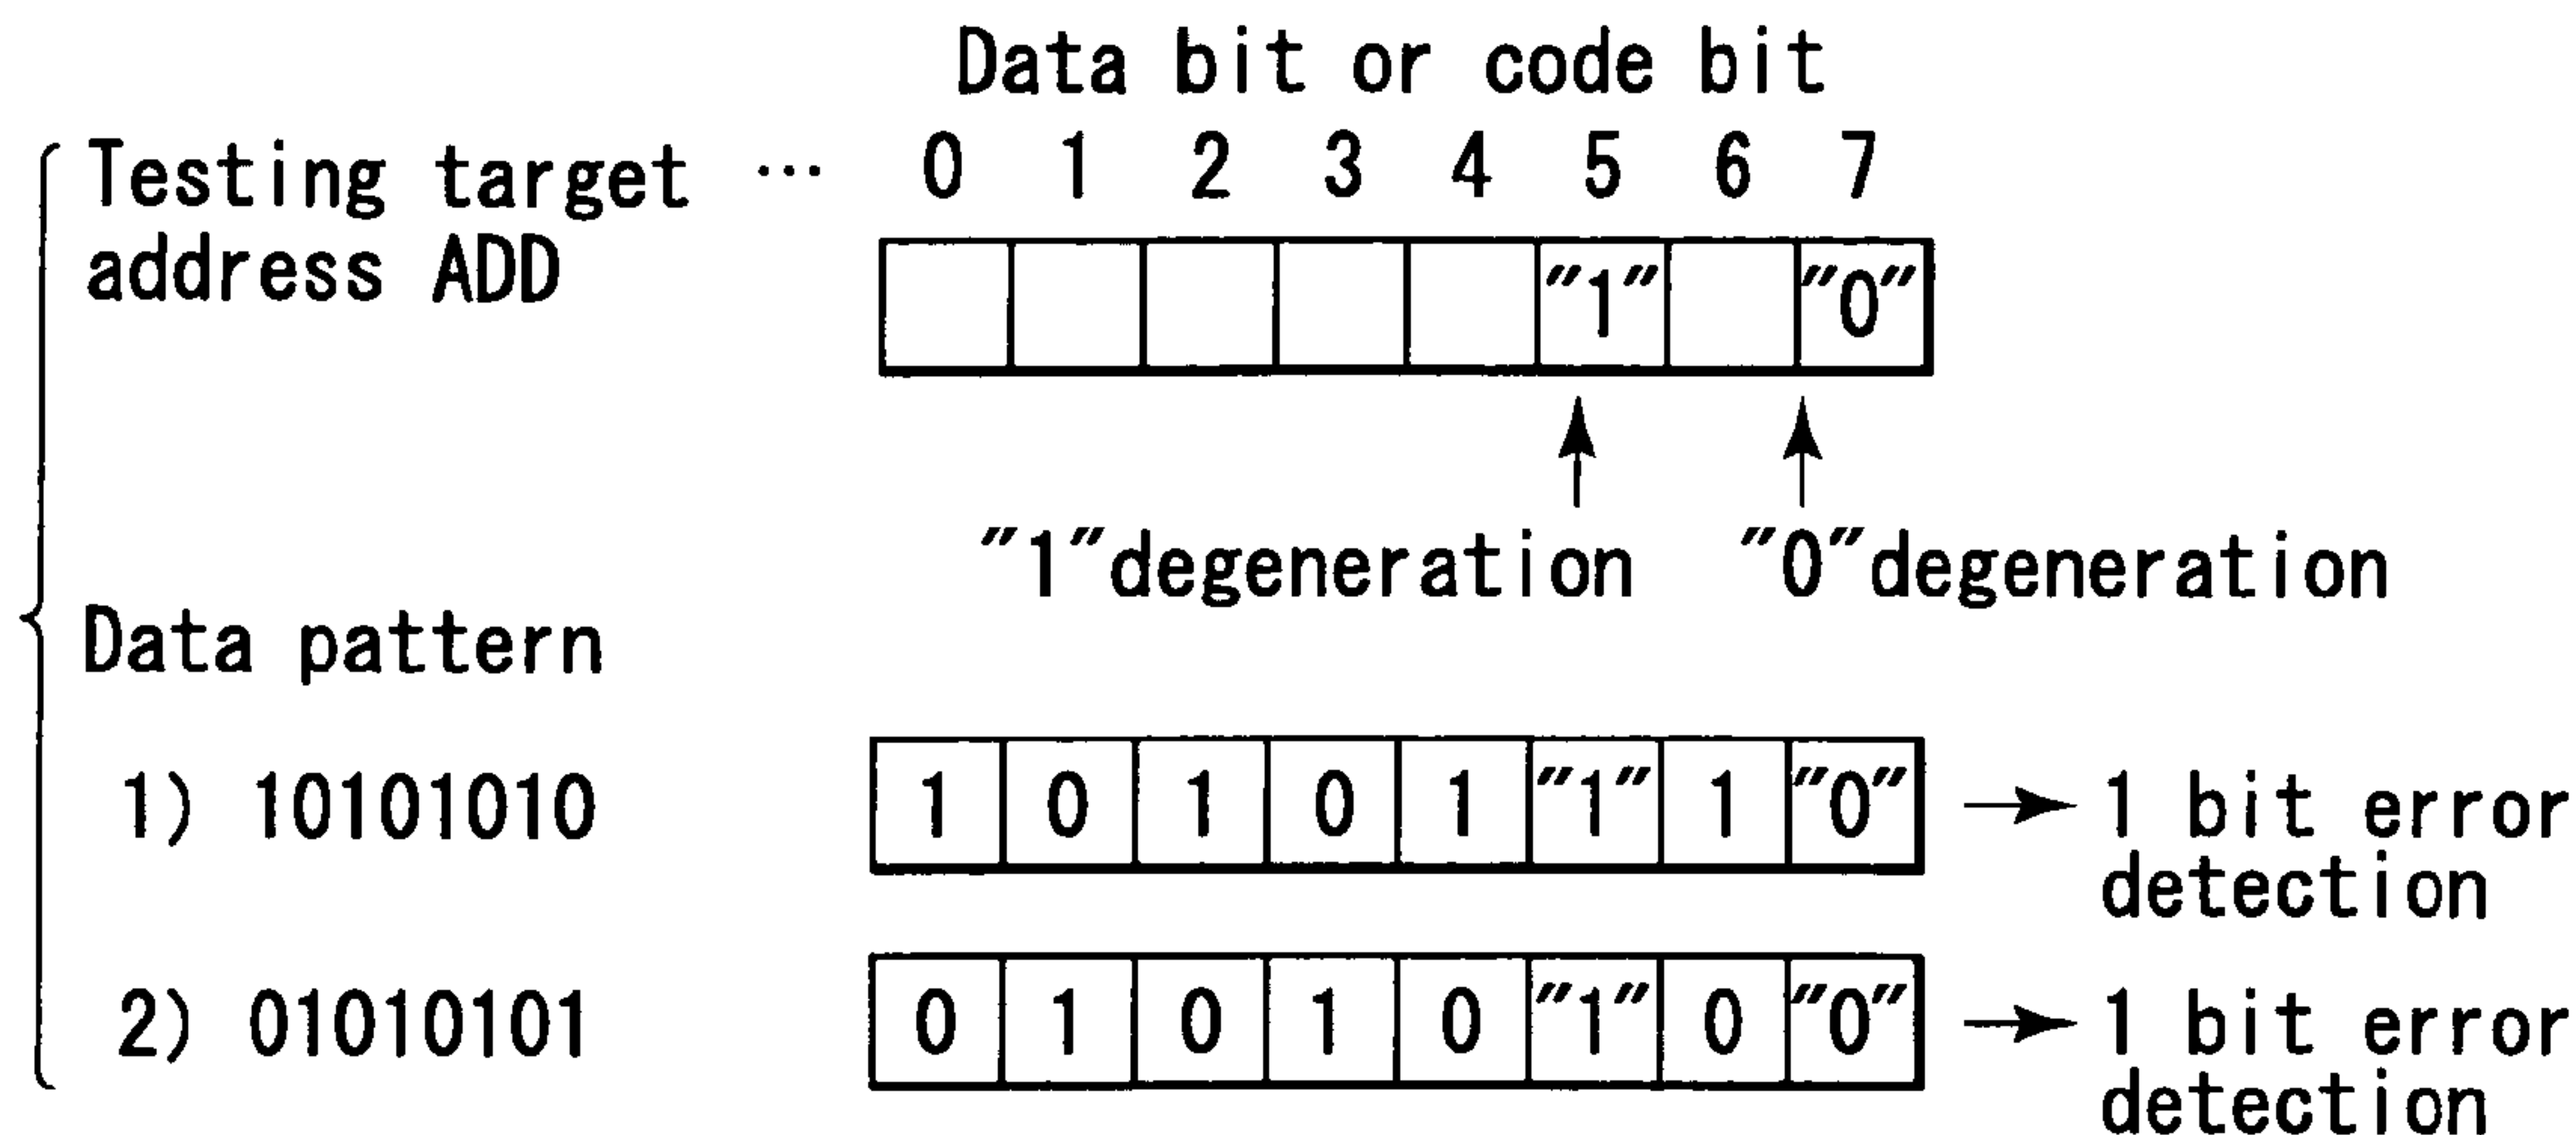 Data bit or code bit
Testing target … 0 1 2 3 4 5 6 7
address ADD
"1" "0"
"1"degeneration "0"degeneration
Data pattern
1) 10101010 1 0 1 0 1 "1" 1 "0" → 1 bit error
detection
2) 01010101 0 1 0 1 0 "1" 0 "0" → 1 bit error
detection